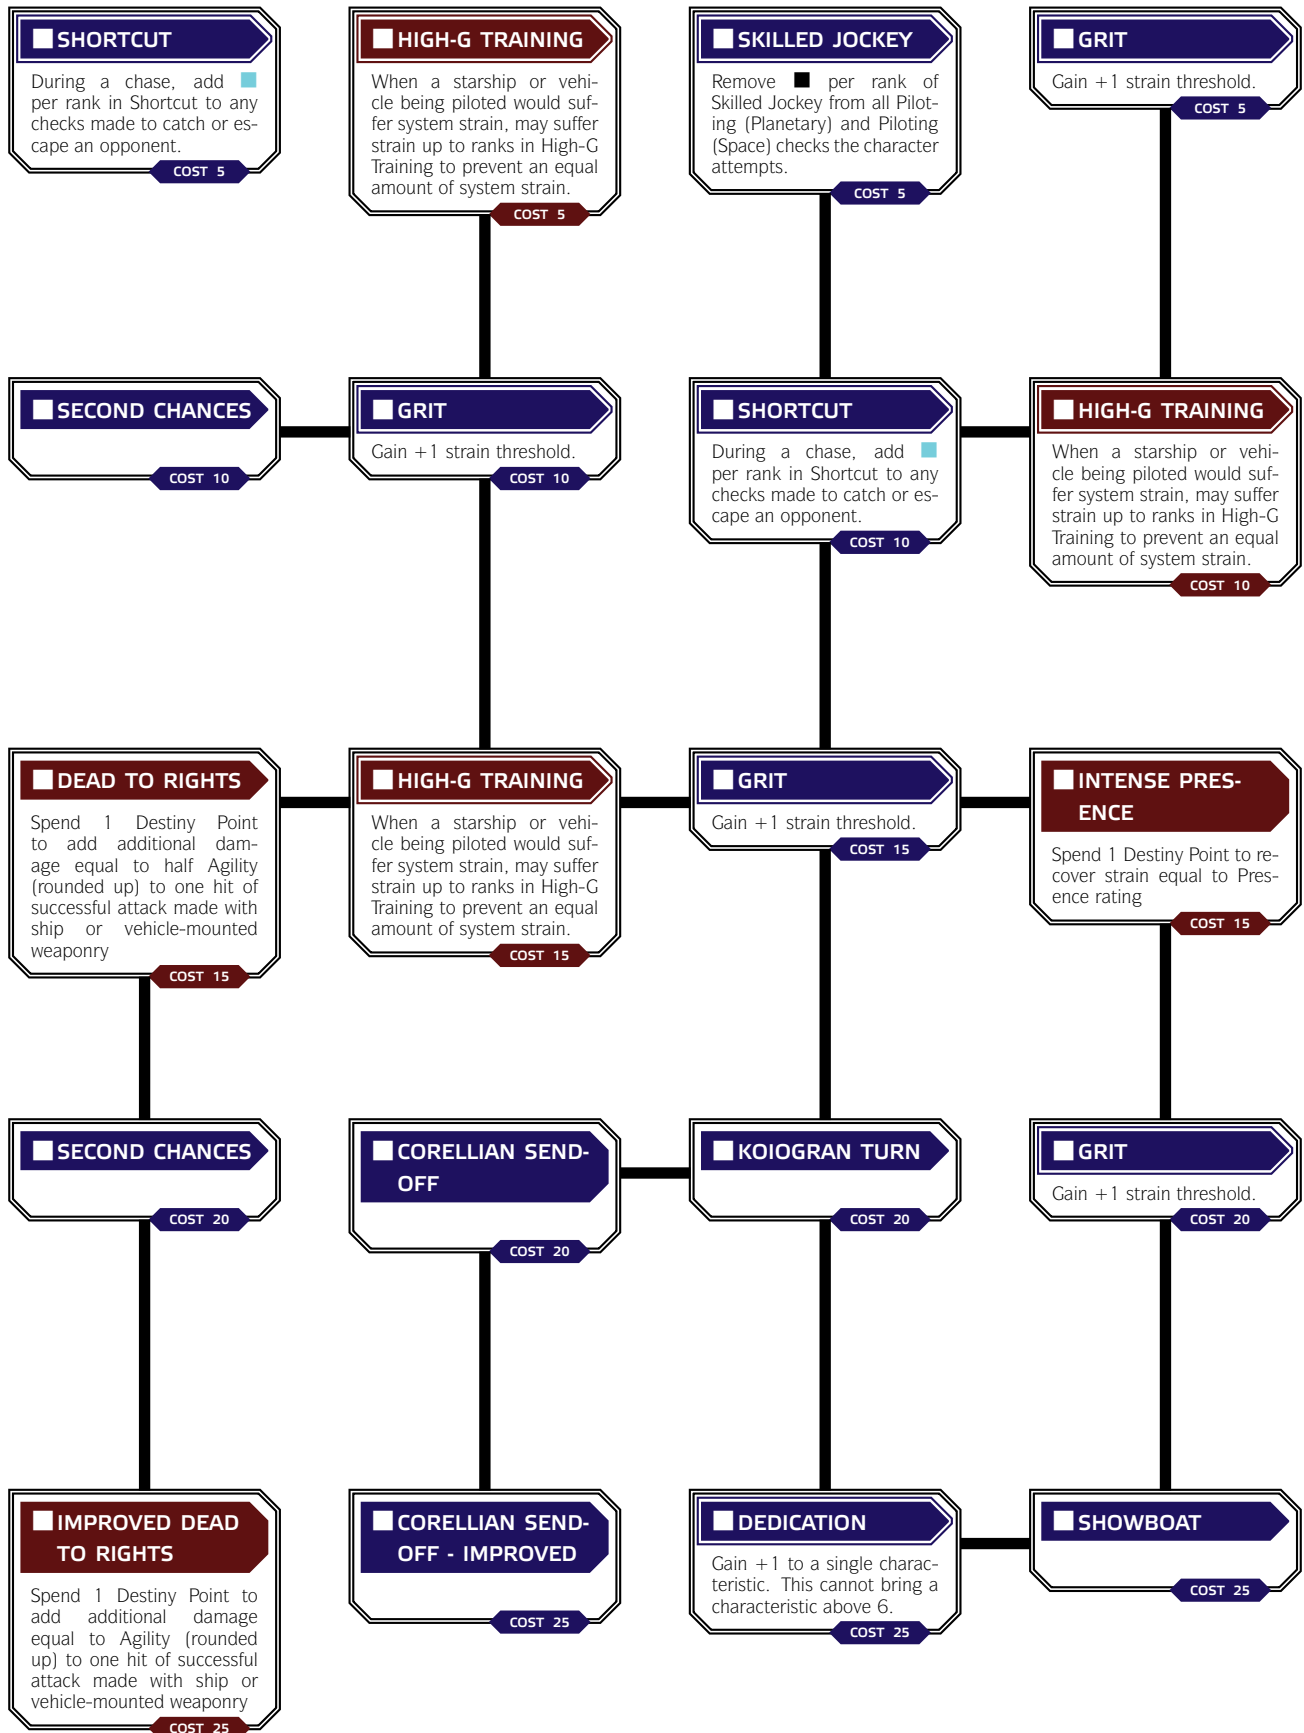 SHORTCUT
During a chase, add
per rank in Shortcut to any
checks made to catch or es-
cape an opponent.
COST 5
HIGH-G TRAINING
When a starship or vehi-
cle being piloted would suf-
fer system strain, may suffer
strain up to ranks in High-G
Training to prevent an equal
amount of system strain.
COST 5
SKILLED JOCKEY
Remove per rank of
Skilled Jockey from all Pilot-
ing (Planetary) and Piloting
(Space) checks the character
attempts.
COST 5
GRIT
Gain +1 strain threshold.
COST 5
SECOND CHANCES
COST 10
GRIT
Gain +1 strain threshold.
COST 10
SHORTCUT
During a chase, add
per rank in Shortcut to any
checks made to catch or es-
cape an opponent.
COST 10
HIGH-G TRAINING
When a starship or vehi-
cle being piloted would suf-
fer system strain, may suffer
strain up to ranks in High-G
Training to prevent an equal
amount of system strain.
COST 10
DEAD TO RIGHTS
Spend 1 Destiny Point
to add additional dam-
age equal to half Agility
(rounded up) to one hit of
successful attack made with
ship or vehicle-mounted
weaponry
COST 15
HIGH-G TRAINING
When a starship or vehi-
cle being piloted would suf-
fer system strain, may suffer
strain up to ranks in High-G
Training to prevent an equal
amount of system strain.
COST 15
GRIT
Gain +1 strain threshold.
COST 15
INTENSE PRES-
ENCE
Spend 1 Destiny Point to re-
cover strain equal to Pres-
ence rating
COST 15
SECOND CHANCES
COST 20
CORELLIAN SEND-
OFF
COST 20
KOIOGRAN TURN
COST 20
GRIT
Gain +1 strain threshold.
COST 20
IMPROVED DEAD
TO RIGHTS
Spend 1 Destiny Point to
add additional damage
equal to Agility (rounded
up) to one hit of successful
attack made with ship or
vehicle-mounted weaponry
COST 25
CORELLIAN SEND-
OFF - IMPROVED
COST 25
DEDICATION
Gain +1 to a single charac-
teristic. This cannot bring a
characteristic above 6.
COST 25
SHOWBOAT
COST 25